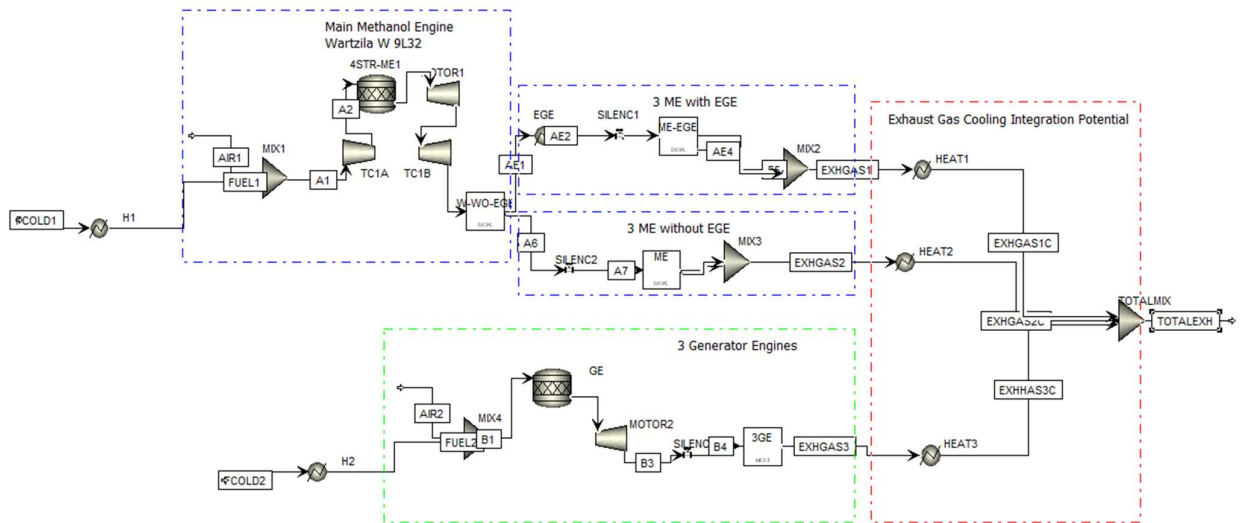 Main Methanol Engine
Wartzila W 9L32
4STR-ME1
OTOR1
A2
AIR1
MIX1
FUEL1
A1
TC1A
TC1B
COLD1
H1
W-WO-EGE
3 ME with EGE
EGE
SILENC1
AE2
ME-EGE
AE1
AE4
MIX2
EXHGAS1
3 ME without EGE
A6
SILENC2
A7
ME
MIX3
EXHGAS2
Exhaust Gas Cooling Integration Potential
HEAT1
EXHGAS1C
HEAT2
TOTALMIX
EXHGAS2C
TOTALEXH
EXHHAS3C
HEAT3
3 Generator Engines
GE
AIR2
MIX4
FUEL2
B1
MOTOR2
SILENC
B3
B4
3GE
EXHGAS3
H2
FCOLD2